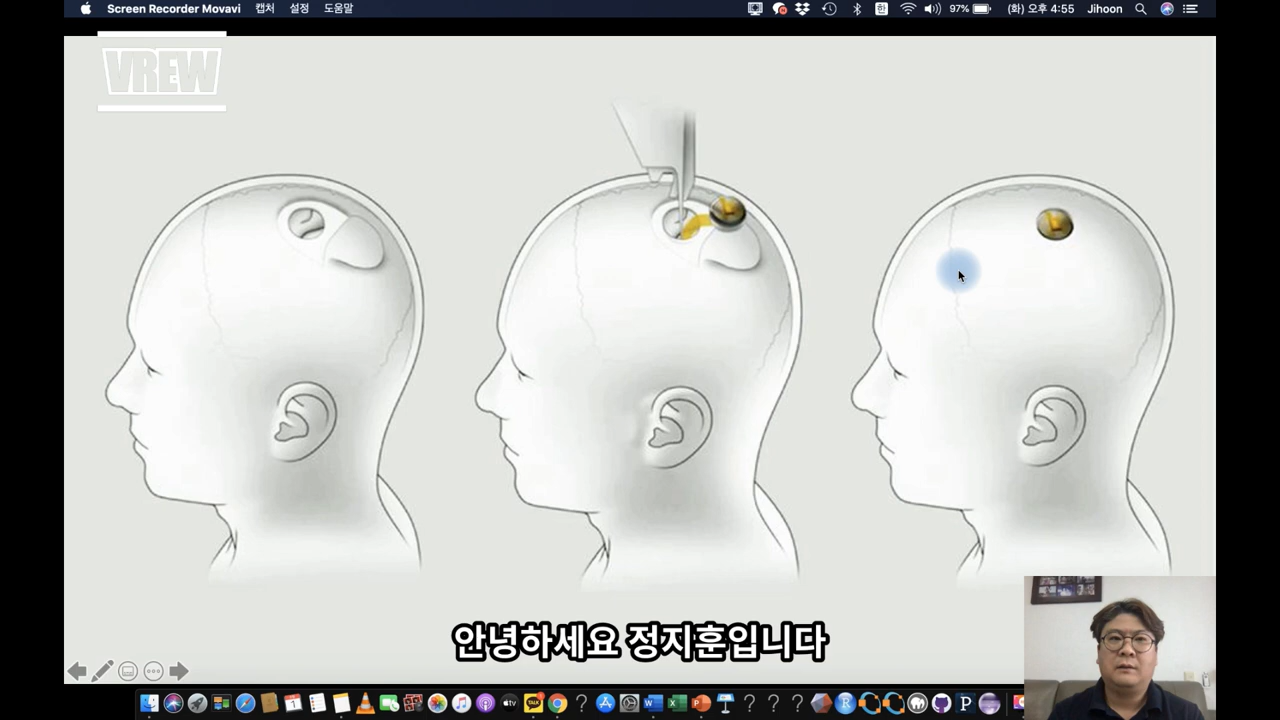 Screen Recorder Movavi 캡처 설정 도움말 한 97% (화) 오후 4:55 Jihoon
VREW
안녕하세요 정지훈입니다